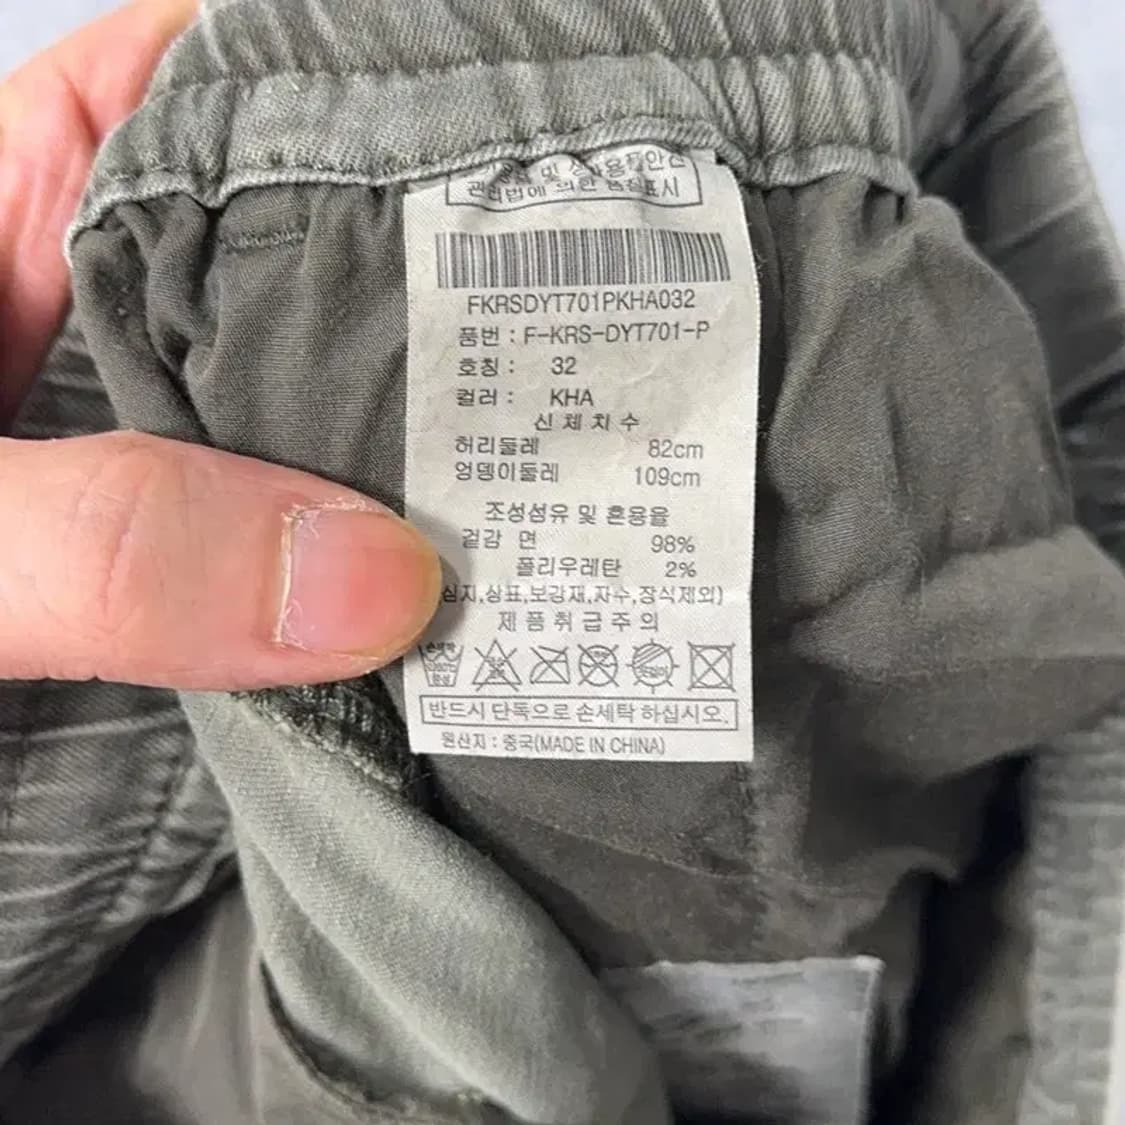 관리법에 의한 품질표시
FKRSDYT701PKHA032
품번 : F-KRS-DYT701-P
호칭 : 32
컬러 : KHA
신체치수
허리둘레 82cm
엉덩이둘레 109cm
조성섬유 및 혼용율
겉감 면 98%
폴리우레탄 2%
심지,상표,보강재,자수,장식제외)
제품취급주의
반드시 단독으로 손세탁 하십시오.
원산지 : 중국(MADE IN CHINA)